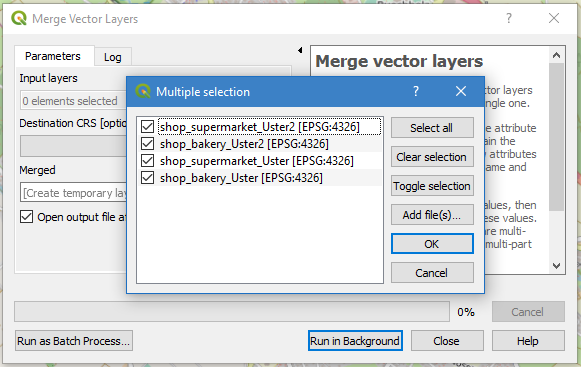 Merge Vector Layers
Parameters
Log
Input layers
0 elements selected
Destination CRS [optio
Merged
[Create temporary lay
Open output file a
Merge vector layers
ctor layers
ngle one.
e attribute
ain the
w attributes
ame and
alues, then
ese values.
are multi-
multi-part
Multiple selection
shop_supermarket_Uster2 [EPSG:4326]
shop_bakery_Uster2 [EPSG:4326]
shop_supermarket_Uster [EPSG:4326]
shop_bakery_Uster [EPSG:4326]
Select all
Clear selection
Toggle selection
Add file(s)...
OK
Cancel
0%
Cancel
Run as Batch Process...
Run in Background
Close
Help